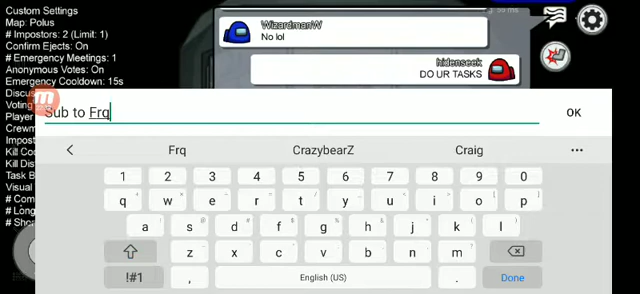 Custom Settings
Map: Polus
# Impostors: 2 (Limit: 1)
Confirm Ejects: On
# Emergency Meetings: 1
Anonymous Votes: On
Emergency Cooldown: 15s
WizardmanW
No lol
hidenseek
DO UR TASKS
Sub to Frq
OK
Frq CrazybearZ Craig
1 2 3 4 5 6 7 8 9 0
q w e r t y u i o p
a s d f g h j k l
z x c v b n m
!#1 , English (US) . Done